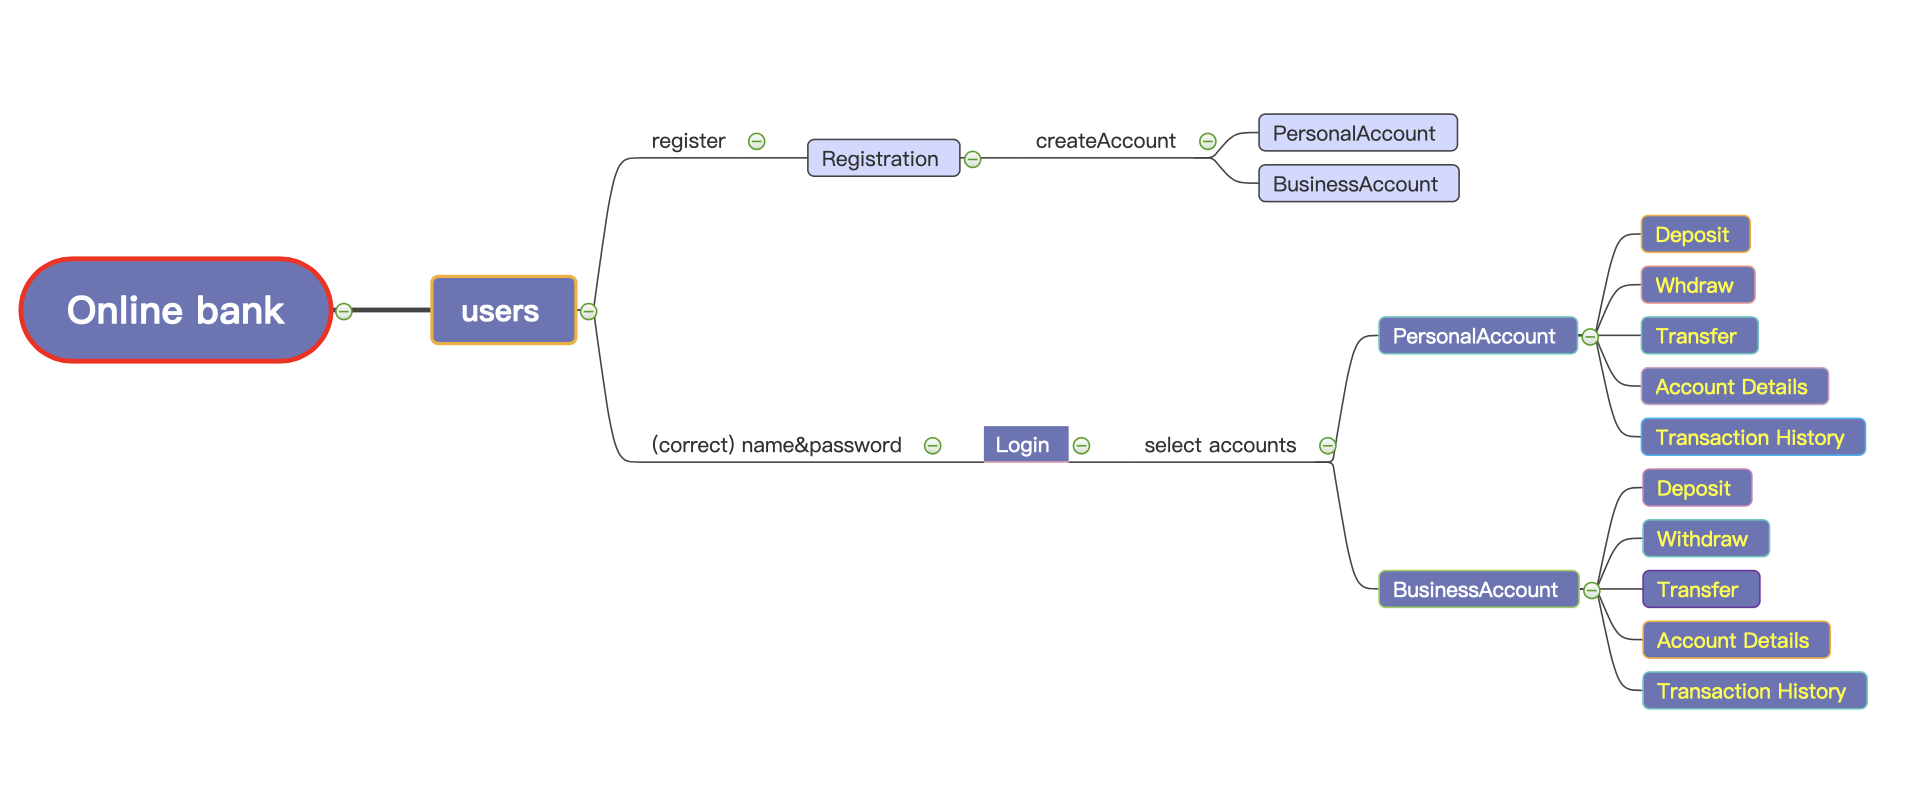 Online bank
users
register
Registration
createAccount
PersonalAccount
BusinessAccount
(correct) name&password
Login
select accounts
PersonalAccount
Deposit
Whdraw
Transfer
Account Details
Transaction History
BusinessAccount
Deposit
Withdraw
Transfer
Account Details
Transaction History